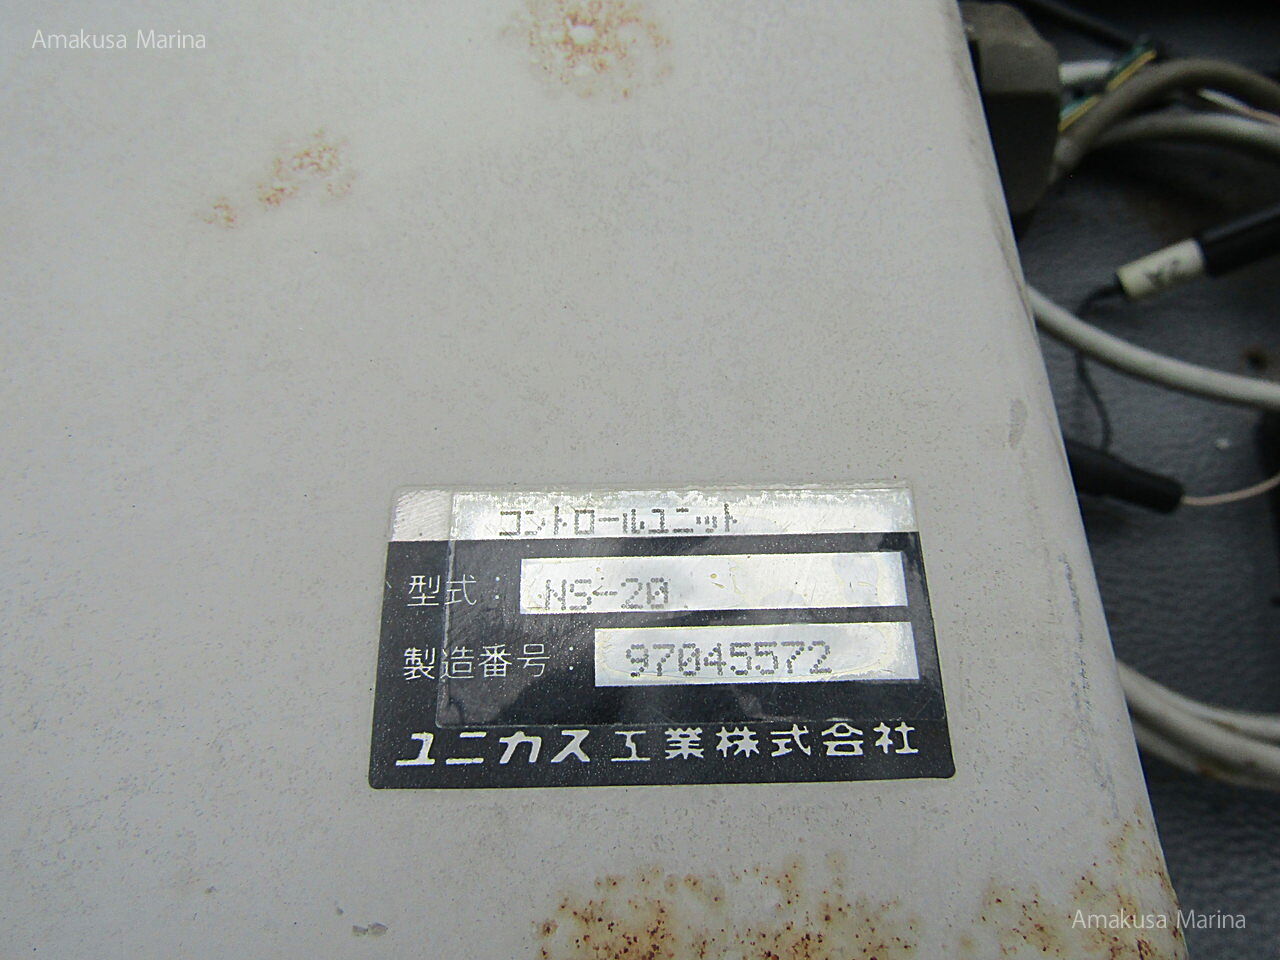 Amakusa Marina
コントロールユニット
型式: NS-20
製造番号: 97045572
ユニカス工業株式会社
Amakusa Marina